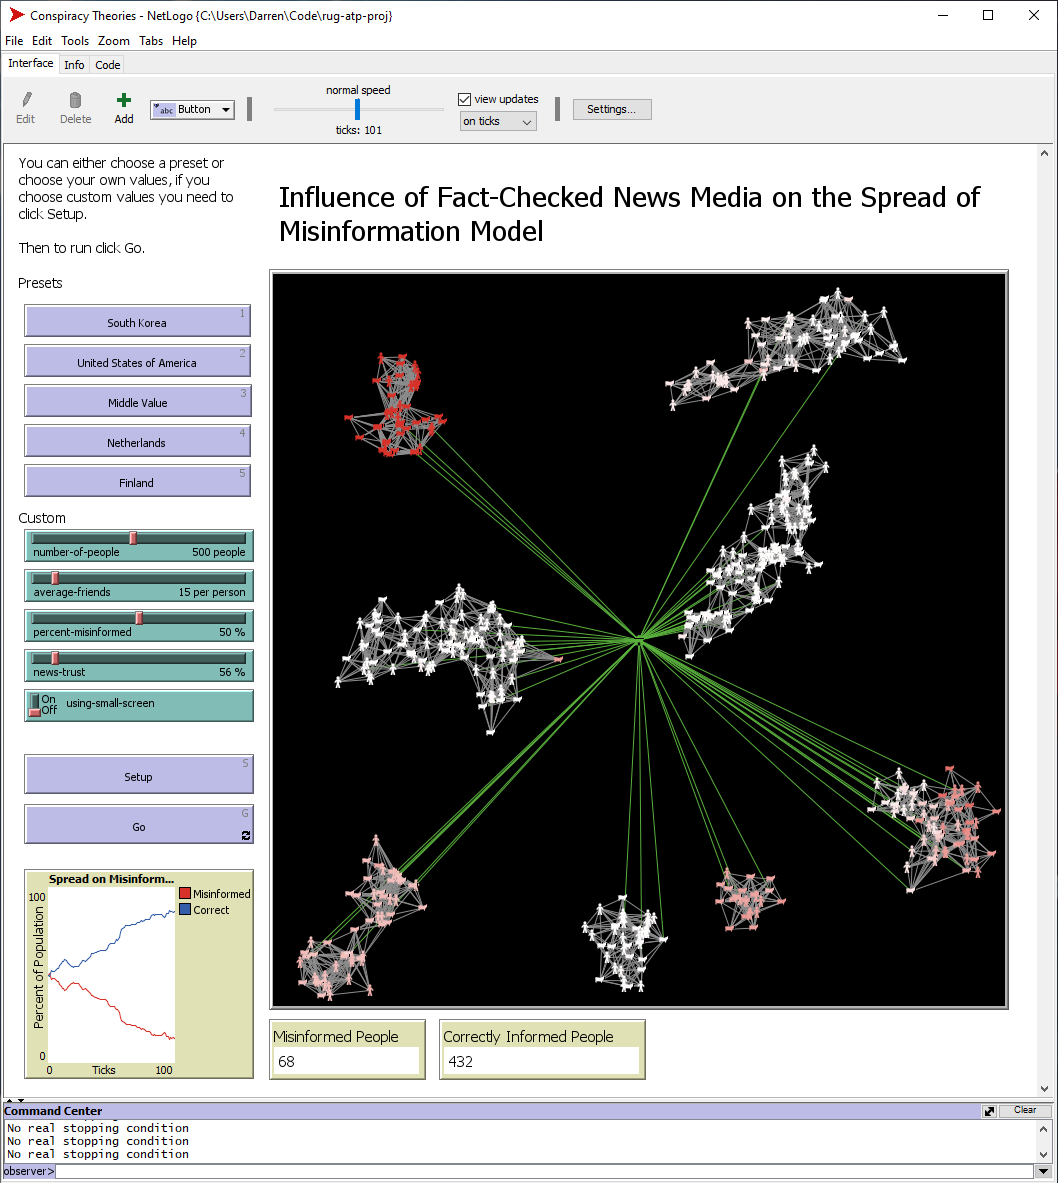 Conspiracy Theories - NetLogo {C:\Users\Darren\Code\rug-atp-proj}
File Edit Tools Zoom Tabs Help
Interface Info Code
Edit
Delete
Add
abc Button
normal speed
ticks: 101
view updates
on ticks
Settings...
You can either choose a preset or
choose your own values, if you
choose custom values you need to
click Setup.
Then to run click Go.
Influence of Fact-Checked News Media on the Spread of
Misinformation Model
Presets
South Korea 1
United States of America 2
Middle Value 3
Netherlands 4
Finland 5
Custom
number-of-people 500 people
average-friends 15 per person
percent-misinformed 50 %
news-trust 56 %
On
Off
using-small-screen
Setup S
Go G
Spread on Misinform...
100
Percent of Population
0
0 Ticks 100
Misinformed
Correct
Misinformed People
68
Correctly Informed People
432
Command Center
Clear
No real stopping condition
No real stopping condition
No real stopping condition
observer>